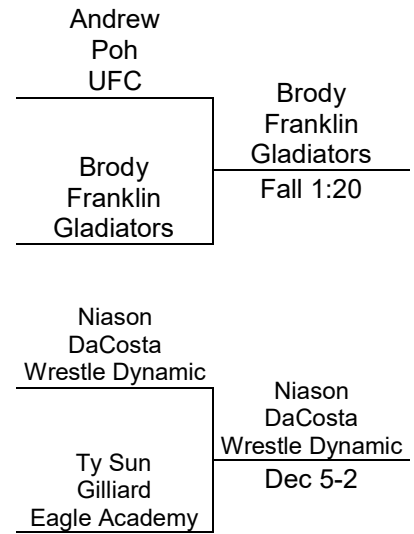 Andrew
Poh
UFC
Brody
Franklin
Gladiators
Brody
Franklin
Gladiators
Fall 1:20
Niason
DaCosta
Wrestle Dynamic
Ty Sun
Gilliard
Eagle Academy
Niason
DaCosta
Wrestle Dynamic
Dec 5-2